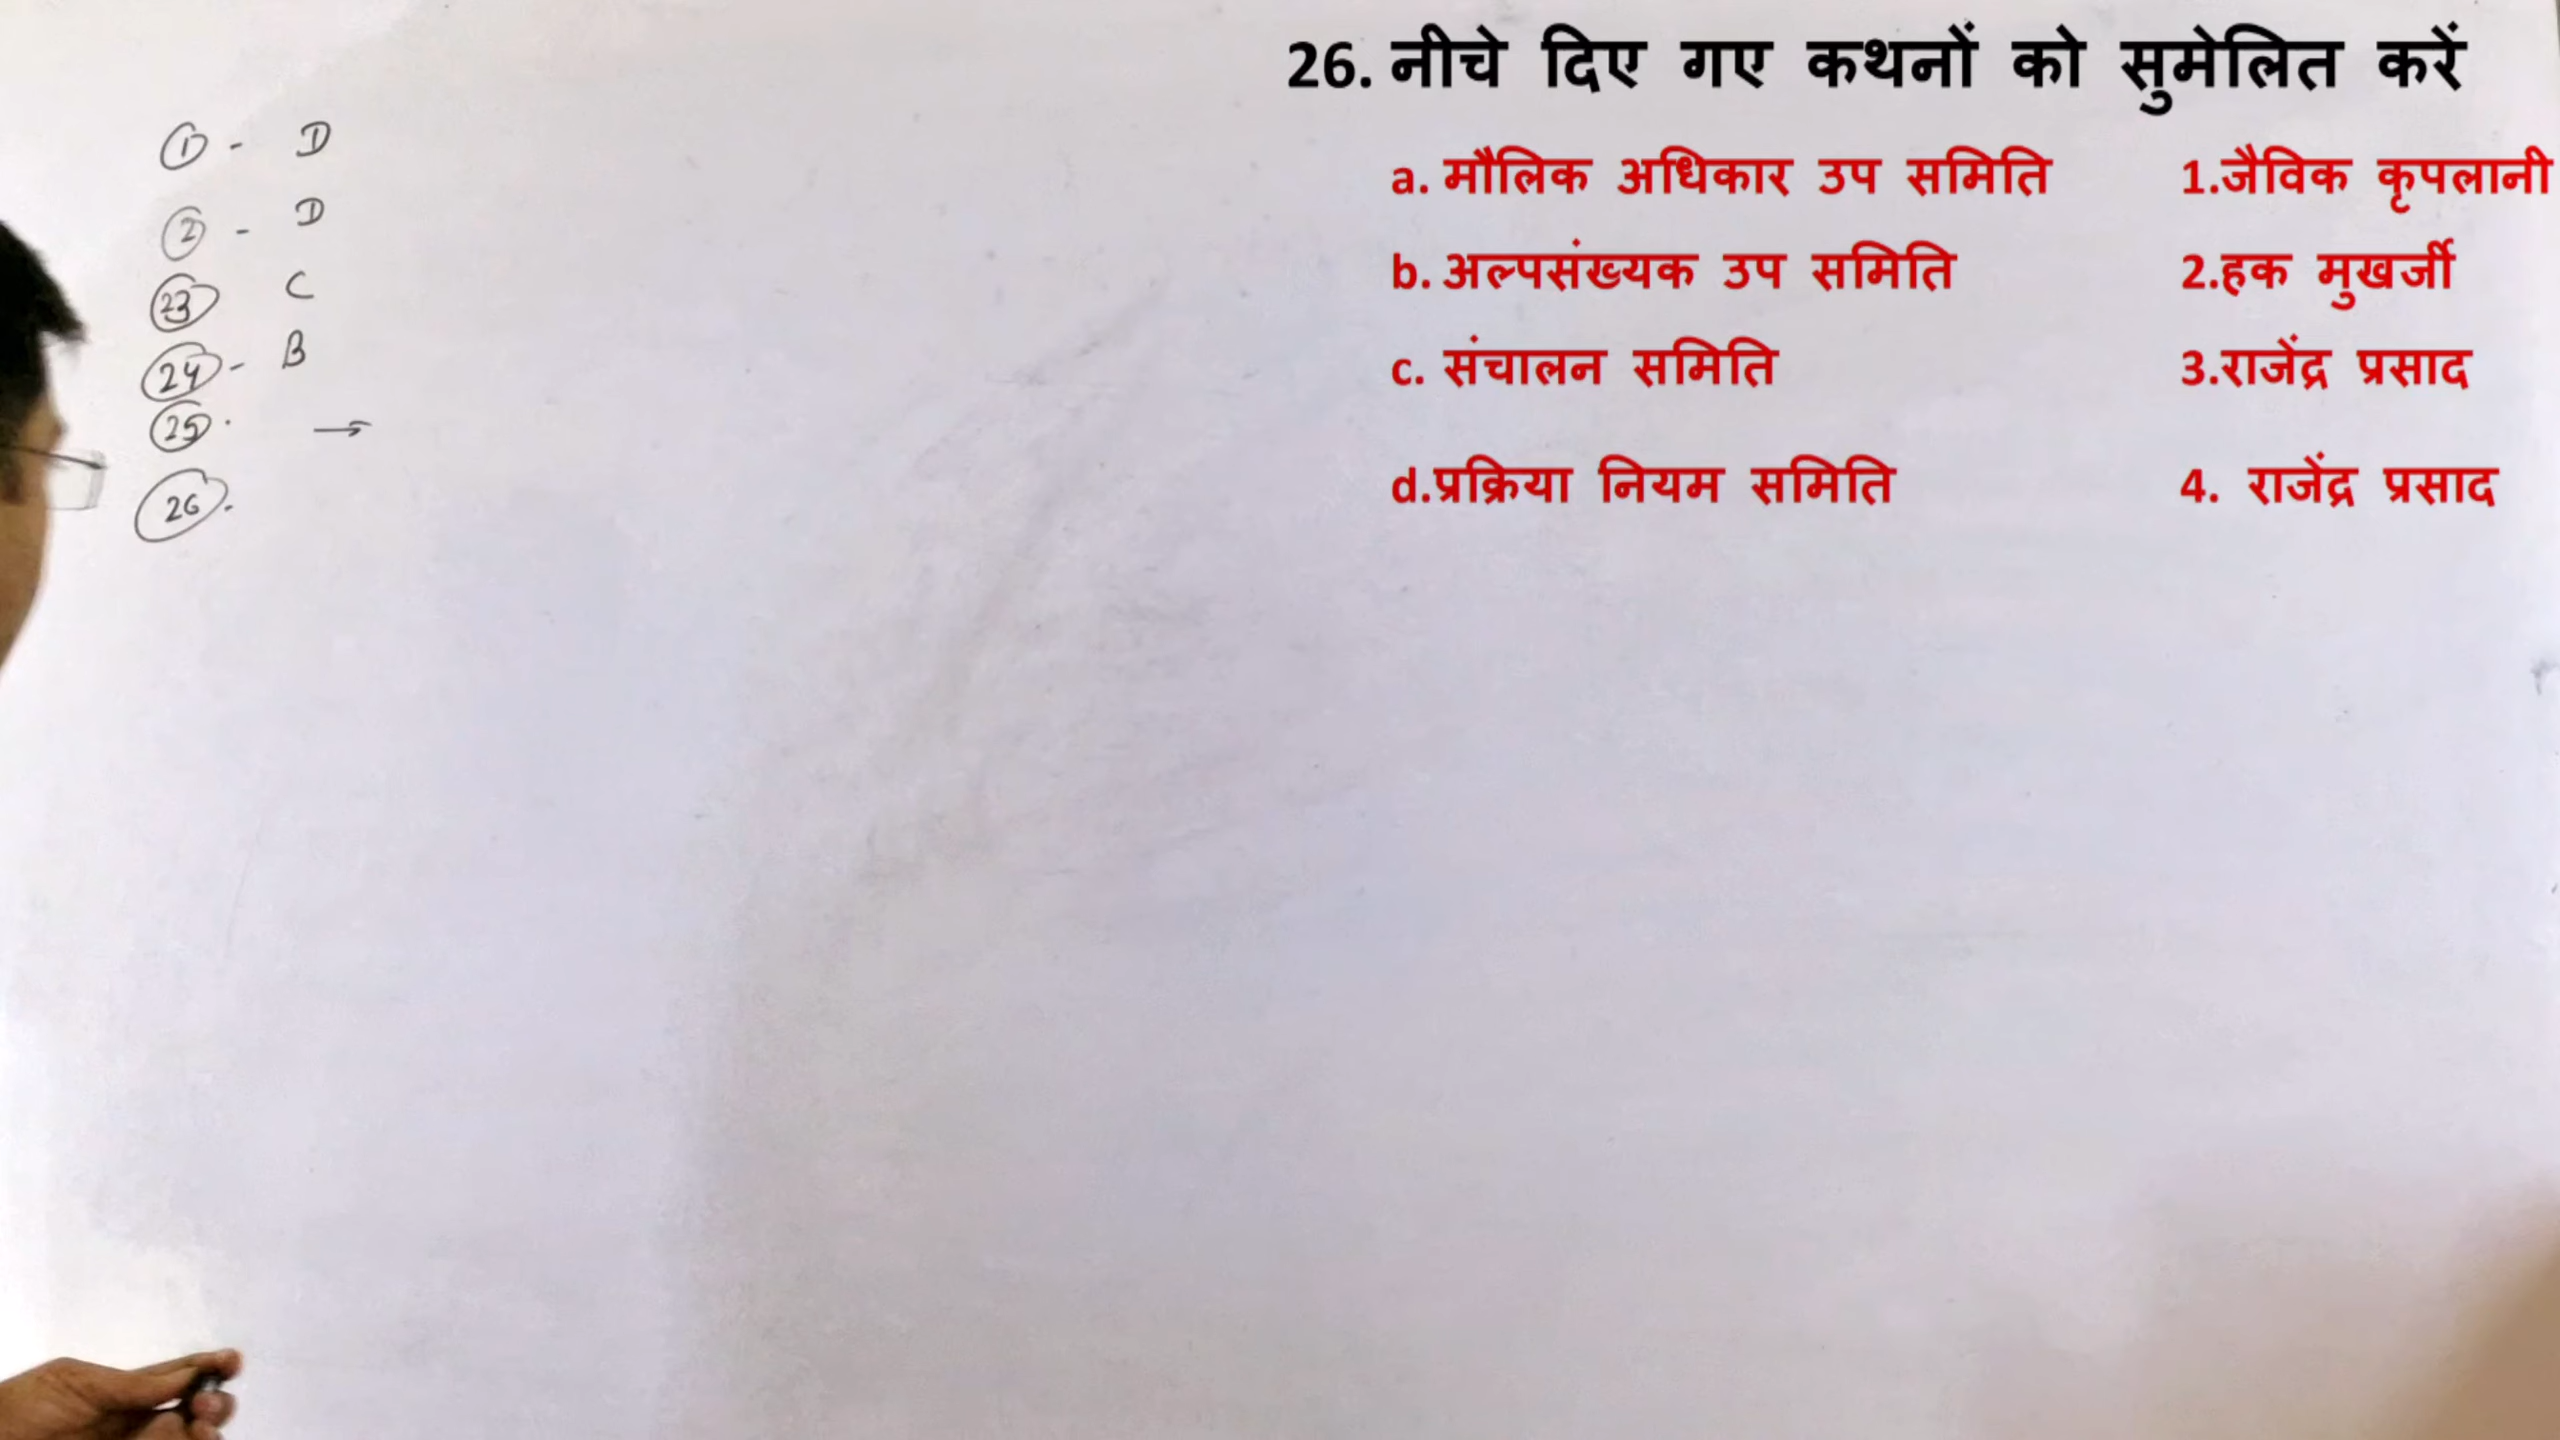 26. नीचे दिए गए कथनों को सुमेलित करें
a. मौलिक अधिकार उप समिति 1.जैविक कृपलानी
b. अल्पसंख्यक उप समिति 2.हक मुखर्जी
c. संचालन समिति 3.राजेंद्र प्रसाद
d.प्रक्रिया नियम समिति 4. राजेंद्र प्रसाद
1 - D
2 - D
23 C
24 - B
25. →
26.